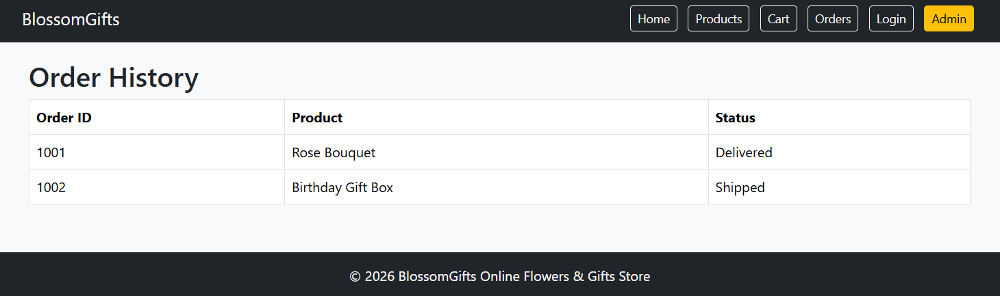 BlossomGifts Home Products Cart Orders Login Admin
Order History
Order ID Product Status
1001 Rose Bouquet Delivered
1002 Birthday Gift Box Shipped
© 2026 BlossomGifts Online Flowers & Gifts Store